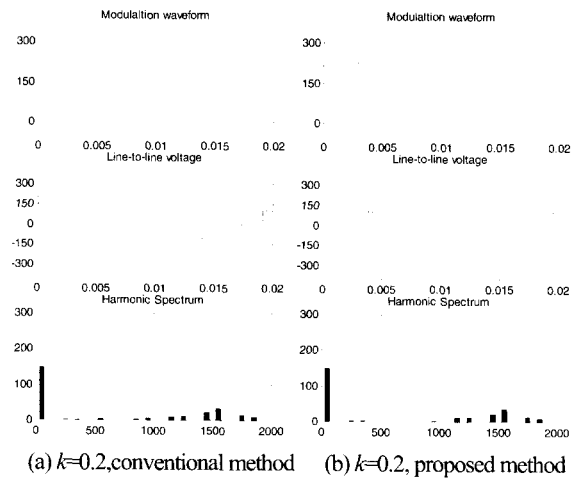 Modulaltion waveform
300
150
0
0 0.005 0.01 0.015 0.02
Line-to-line voltage
300
150
0
-150
-300
0 0.005 0.01 0.015 0.02
Harmonic Spectrum
300
200
100
0
0 500 1000 1500 2000
(a) k=0.2,conventional method
Modulaltion waveform
300
150
0
0 0.005 0.01 0.015 0.02
Line-to-line voltage
300
150
0
-150
-300
0 0.005 0.01 0.015 0.02
Harmonic Spectrum
300
200
100
0
0 500 1000 1500 2000
(b) k=0.2, proposed method